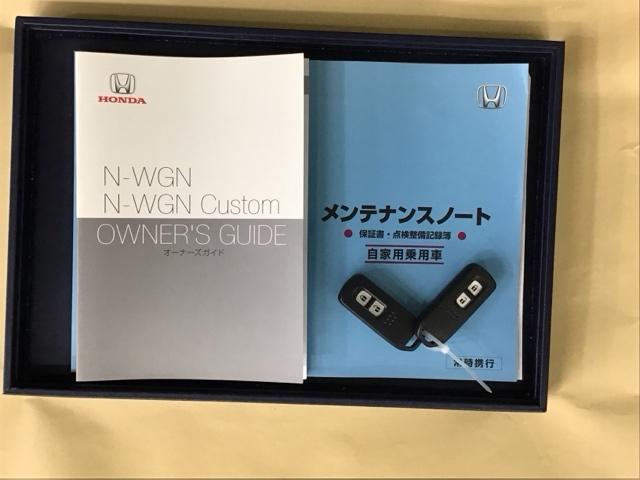 HONDA
N-WGN
N-WGN Custom
OWNER'S GUIDE
オーナーズガイド
メンテナンスノート
● 保証書・点検整備記録簿 ●
自家用乗用車
常時携行